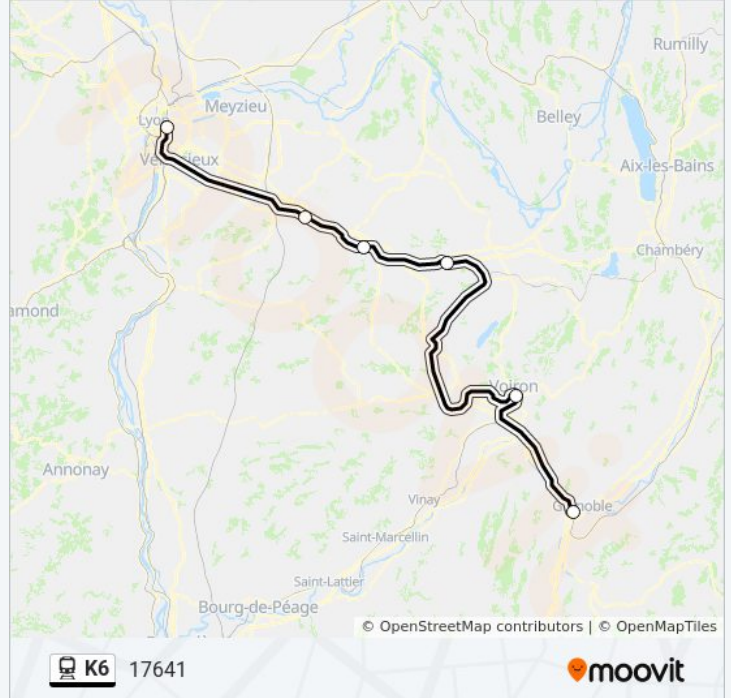 Rumilly
Meyzieu
Belley
Lyon
Vénissieux
Aix-les-Bains
Chambéry
amond
Voiron
Annonay
Vinay
Grenoble
Saint-Marcellin
Saint-Lattier
Bourg-de-Péage
© OpenStreetMap contributors | © OpenMapTiles
K6 17641 moovit